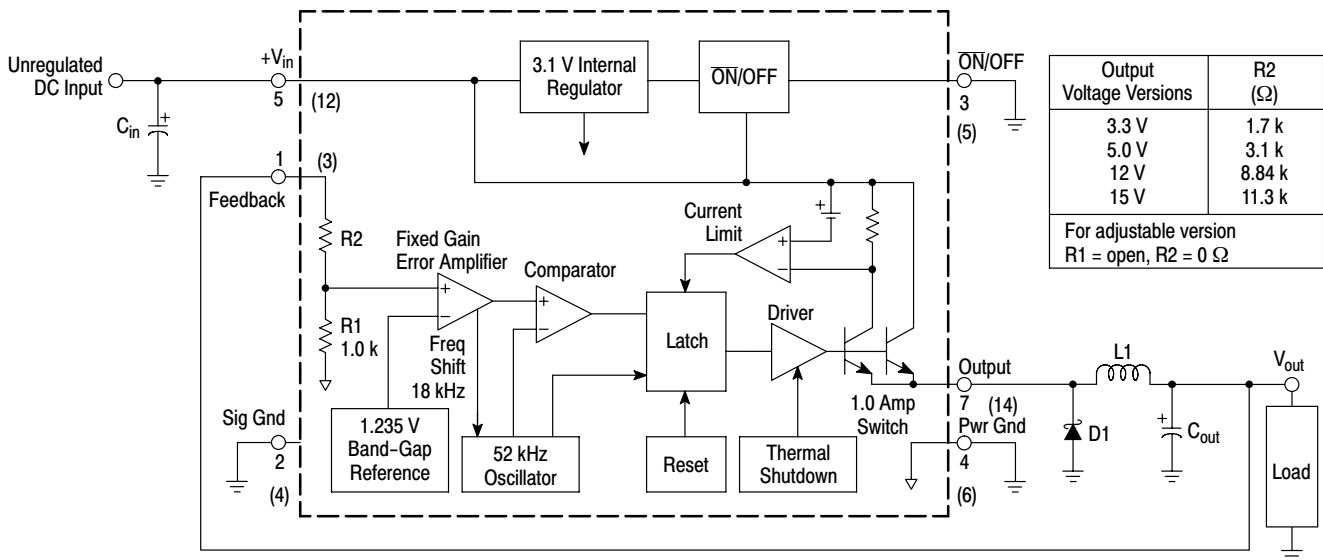 Unregulated
DC Input
Cin
+
+Vin
5
(12)
3.1 V Internal
Regulator
ON/OFF
ON/OFF
3
(5)
Output
Voltage Versions
R2
(Ω)
3.3 V
1.7 k
5.0 V
3.1 k
12 V
8.84 k
15 V
11.3 k
For adjustable version
R1 = open, R2 = 0 Ω
1
(3)
Feedback
R2
R1
1.0 k
Fixed Gain
Error Amplifier
+
−
Freq
Shift
18 kHz
Comparator
+
−
Current
Limit
+
+
−
Latch
Driver
1.235 V
Band−Gap
Reference
52 kHz
Oscillator
Reset
Thermal
Shutdown
1.0 Amp
Switch
Sig Gnd
2
(4)
Output
7
(14)
Pwr Gnd
4
(6)
D1
L1
+
Cout
Vout
Load